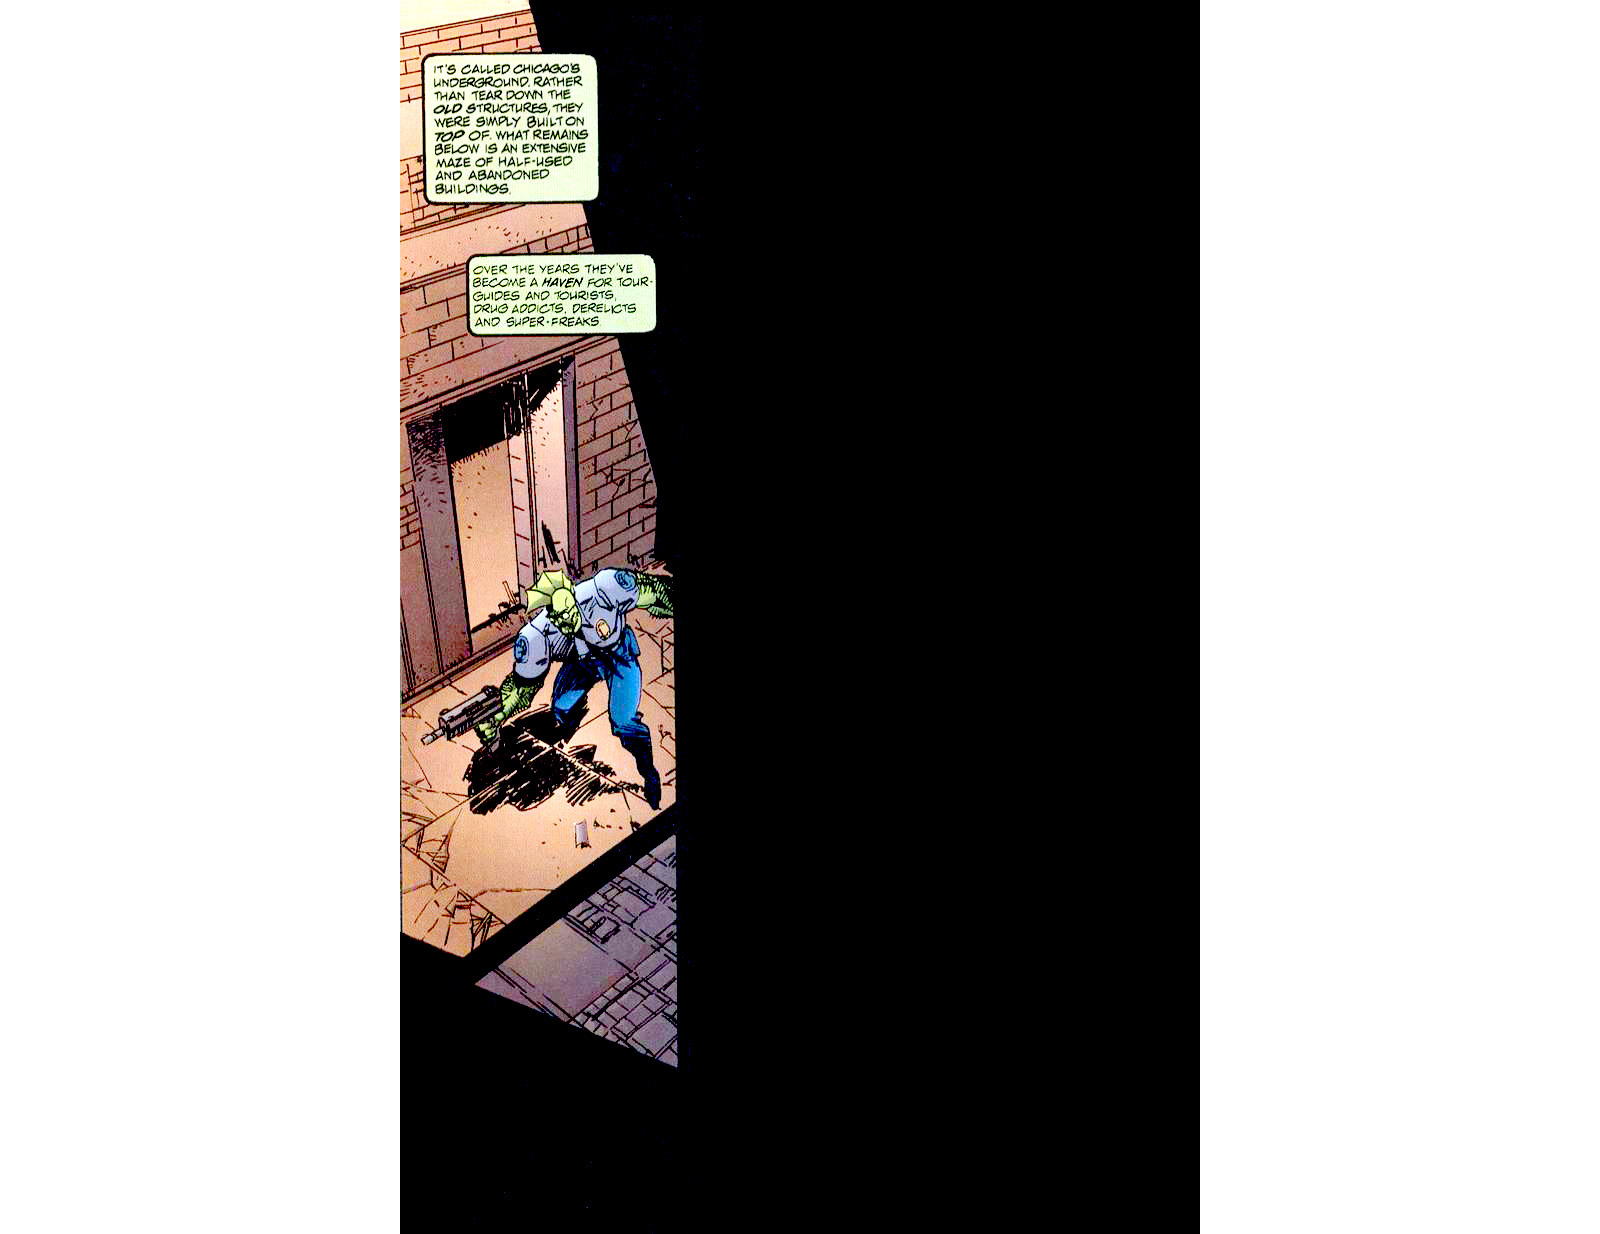 IT'S CALLED CHICAGO'S
UNDERGROUND. RATHER
THAN TEAR DOWN THE
OLD STRUCTURES, THEY
WERE SIMPLY BUILT ON
TOP OF. WHAT REMAINS
BELOW IS AN EXTENSIVE
MAZE OF HALF-USED
AND ABANDONED
BUILDINGS.
OVER THE YEARS THEY'VE
BECOME A HAVEN FOR TOUR-
GUIDES AND TOURISTS,
DRUG ADDICTS, DERELICTS
AND SUPER-FREAKS